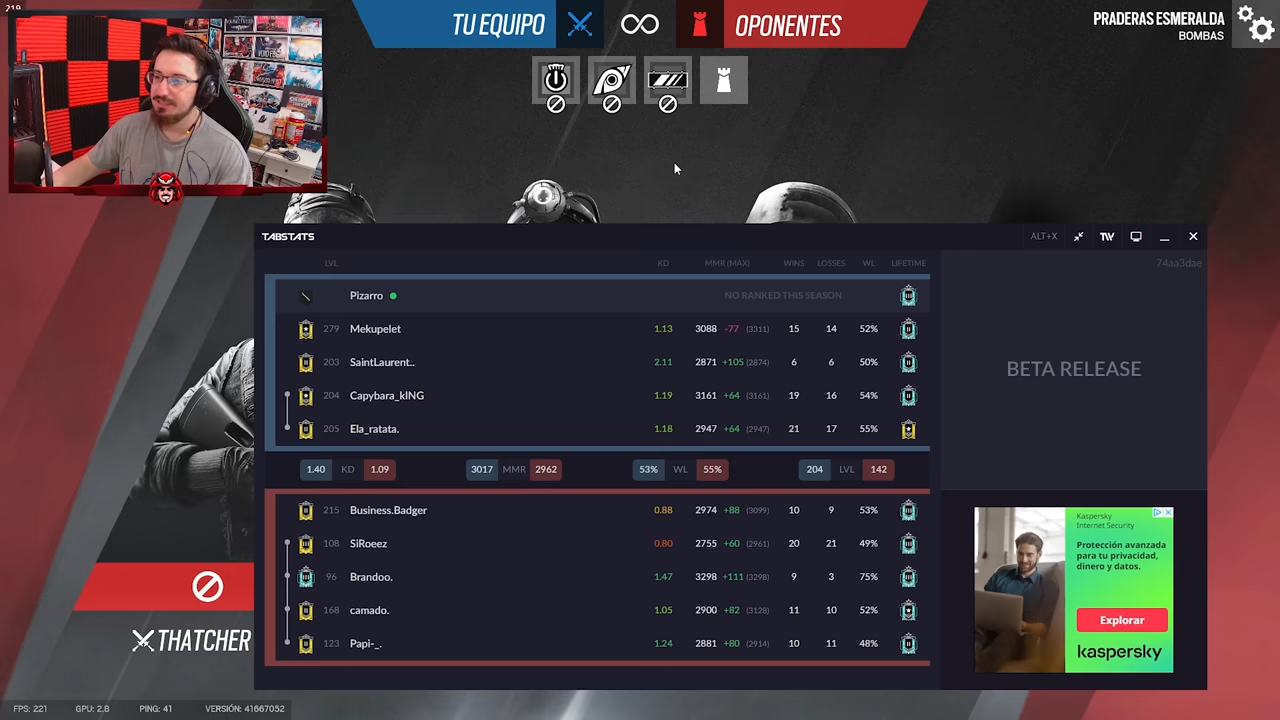 219
TU EQUIPO
OPONENTES
PRADERAS ESMERALDA
BOMBAS
TABSTATS
ALT+X
LVL KD MMR (MAX) WINS LOSSES WL LIFETIME
74aa3dae
Pizarro NO RANKED THIS SEASON
279 Mekupelet 1.13 3088 -77 (3311) 15 14 52%
203 SaintLaurent.. 2.11 2871 +105 (2874) 6 6 50%
204 Capybara_kING 1.19 3161 +64 (3161) 19 16 54%
205 Ela_ratata. 1.18 2947 +64 (2947) 21 17 55%
BETA RELEASE
1.40 KD 1.09 3017 MMR 2962 53% WL 55% 204 LVL 142
215 Business.Badger 0.88 2974 +88 (3099) 10 9 53%
108 SiRoeez 0.80 2755 +60 (2961) 20 21 49%
96 Brandoo. 1.47 3298 +111 (3298) 9 3 75%
168 camado. 1.05 2900 +82 (3128) 11 10 52%
123 Papi-_. 1.24 2881 +80 (2914) 10 11 48%
Kaspersky
Internet Security
Protección avanzada
para tu privacidad,
dinero y datos.
Explorar
kaspersky
THATCHER
FPS: 221 GPU: 2.8 PING: 41 VERSIÓN: 41667052